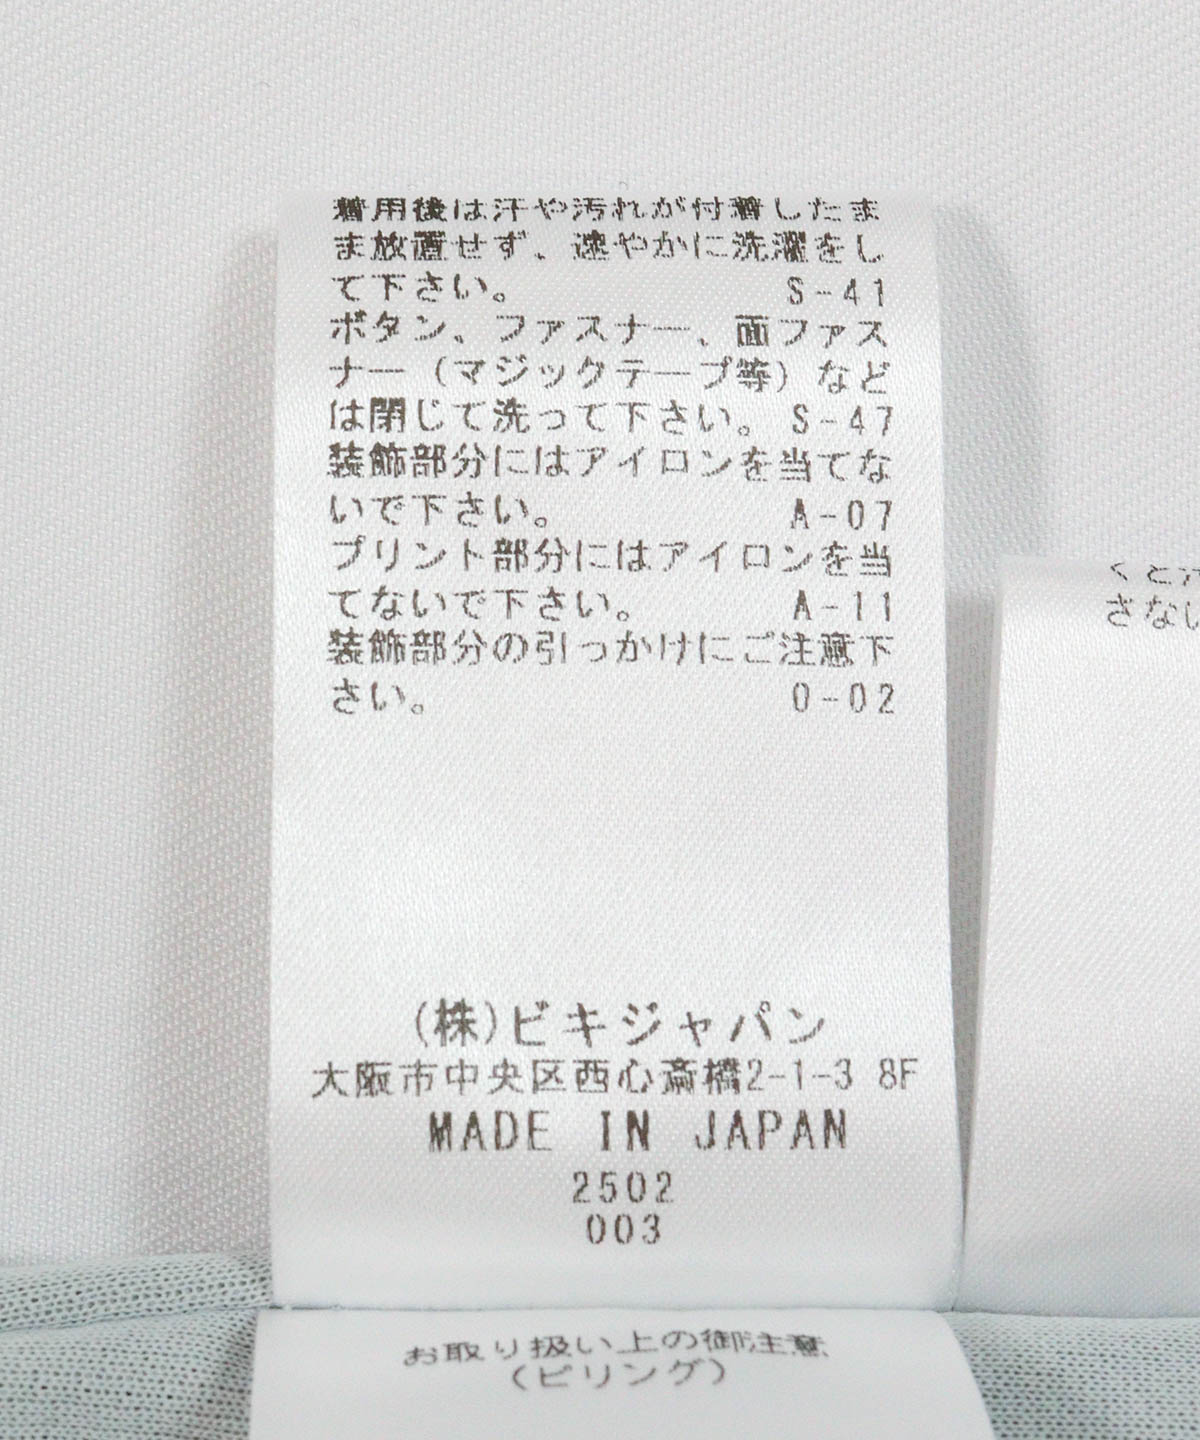 着用後は汗や汚れが付着したま
ま放置せず、速やかに洗濯をし
て下さい。 S-41
ボタン、ファスナー、面ファス
ナー(マジックテープ等)など
は閉じて洗って下さい。S-47
装飾部分にはアイロンを当てな
いで下さい。 A-07
プリント部分にはアイロンを当
てないで下さい。 A-11
装飾部分の引っかけにご注意下
さい。 O-02
(株)ビキジャパン
大阪市中央区西心斎橋2-1-3 8F
MADE IN JAPAN
2502
003
お取り扱い上の御注意
(ピリング)
さない